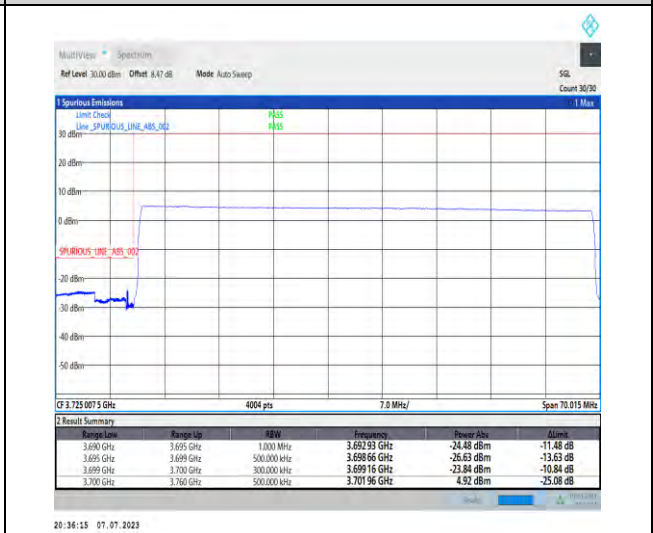 MultiView Spectrum
Ref Level 30.00 dBm Offset 8.47 dB Mode Auto Sweep SGL
Count 30/30
1 Spurious Emissions 1 Max
Limit Check PASS
Line _SPURIOUS_LINE_ABS_002 PASS
30 dBm
20 dBm
10 dBm
0 dBm
SPURIOUS_LINE_ABS_002
-20 dBm
-30 dBm
-40 dBm
-50 dBm
CF 3.725 007 5 GHz 4004 pts 7.0 MHz/ Span 70.015 MHz
2 Result Summary
Range Low Range Up RBW Frequency Power Abs ΔLimit
3.690 GHz 3.695 GHz 1.000 MHz 3.692 93 GHz -24.48 dBm -11.48 dB
3.695 GHz 3.699 GHz 500.000 kHz 3.698 66 GHz -26.63 dBm -13.63 dB
3.699 GHz 3.700 GHz 300.000 kHz 3.699 16 GHz -23.84 dBm -10.84 dB
3.700 GHz 3.760 GHz 500.000 kHz 3.701 96 GHz 4.92 dBm -25.08 dB
20:36:15 07.07.2023